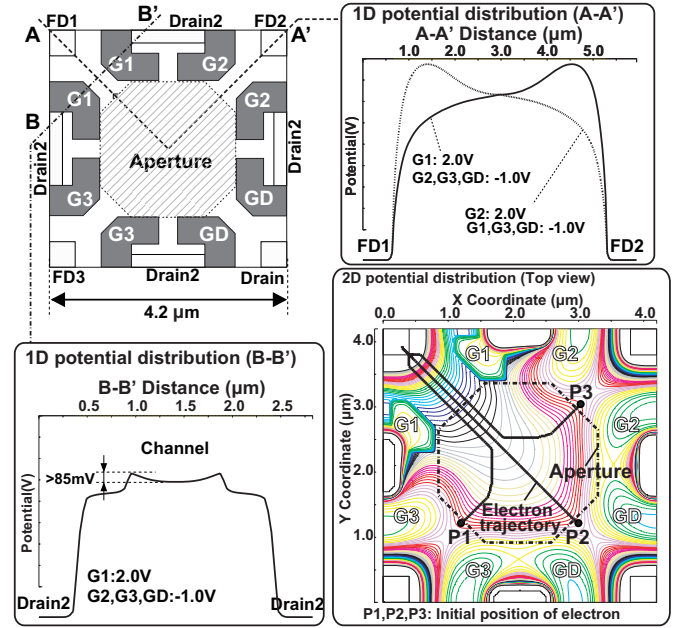 FD1 B' Drain2 FD2
A A'
G1 G2
G1 G2
B
Drain2 Aperture Drain2
G3 GD
G3 GD
FD3 Drain2 Drain
4.2 μm
1D potential distribution (A-A')
A-A' Distance (μm)
1.0 2.0 3.0 4.0 5.0
Potential(V)
G1: 2.0V
G2,G3,GD: -1.0V
G2: 2.0V
G1,G3,GD: -1.0V
FD1 FD2
1D potential distribution (B-B')
B-B' Distance (μm)
0.5 1.0 1.5 2.0 2.5
Channel
>85mV
Potential(V)
G1:2.0V
G2,G3,GD:-1.0V
Drain2 Drain2
2D potential distribution (Top view)
X Coordinate (μm)
0.0 1.0 2.0 3.0 4.0
Y Coordinate (μm)
4.0
3.0
2.0
1.0
G1 G2
P3
G1 G2
Aperture
Electron
trajectory
G3 GD
P1 P2
G3 GD
P1,P2,P3: Initial position of electron